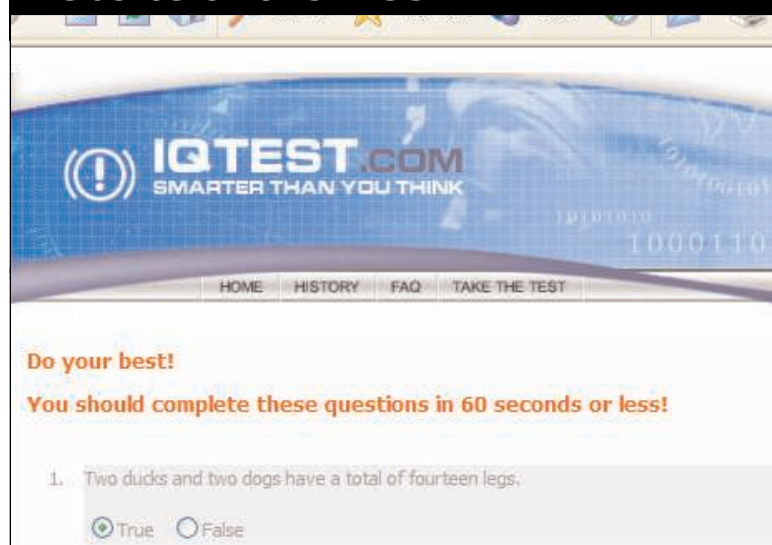 IQTEST.COM
SMARTER THAN YOU THINK
10101010
1000110
HOME HISTORY FAQ TAKE THE TEST
Do your best!
You should complete these questions in 60 seconds or less!
1. Two ducks and two dogs have a total of fourteen legs.
True False